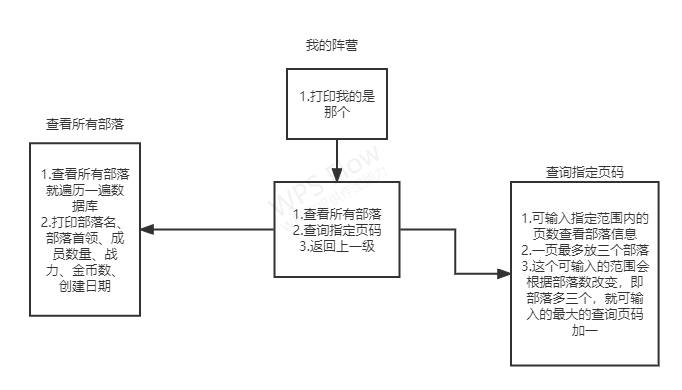 我的阵营
1.打印我的是
那个
查看所有部落
1.查看所有部落
就遍历一遍数
据库
2.打印部落名、
部落首领、成
员数量、战
力、金币数、
创建日期
1.查看所有部落
2.查询指定页码
3.返回上一级
查询指定页码
1.可输入指定范围内的
页数查看部落信息
2.一页最多放三个部落
3.这个可输入的范围会
根据部落数改变，即
部落多三个，就可输
入的最大的查询页码
加一
WPS Flow